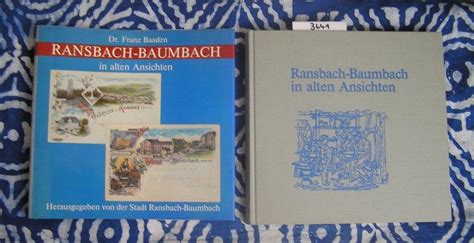 Dr. Franz Baaden
RANSBACH-BAUMBACH
in alten Ansichten
Herausgegeben von der Stadt Ransbach-Baumbach
3641
Ransbach-Baumbach
in alten Ansichten